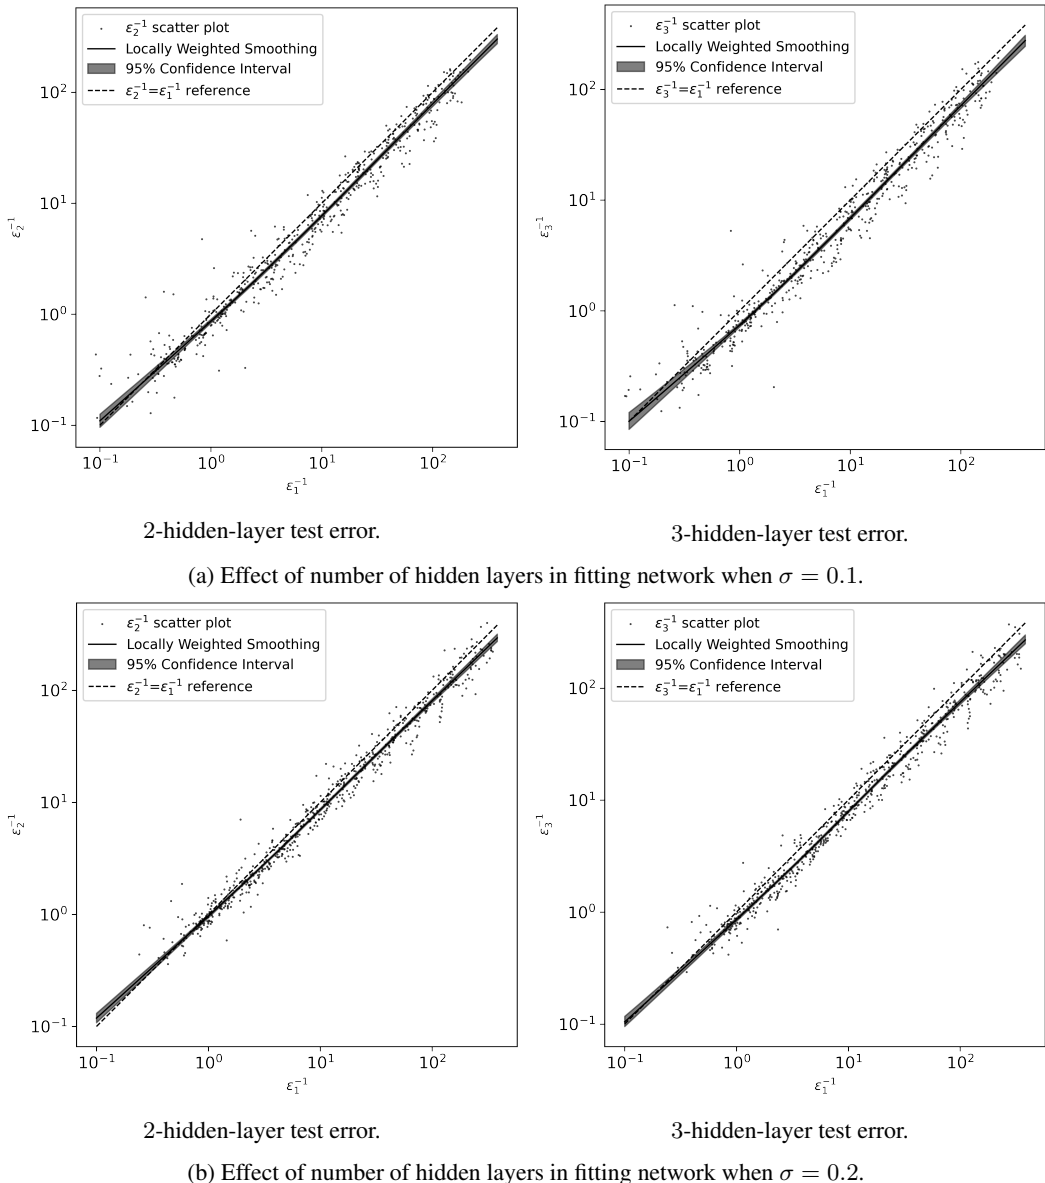 ε₂⁻¹ scatter plot
Locally Weighted Smoothing
95% Confidence Interval
ε₂⁻¹=ε₁⁻¹ reference
10²
10¹
10⁰
10⁻¹
ε₂⁻¹
10⁻¹ 10⁰ 10¹ 10²
ε₁⁻¹
2-hidden-layer test error.
ε₃⁻¹ scatter plot
Locally Weighted Smoothing
95% Confidence Interval
ε₃⁻¹=ε₁⁻¹ reference
10²
10¹
10⁰
10⁻¹
ε₃⁻¹
10⁻¹ 10⁰ 10¹ 10²
ε₁⁻¹
3-hidden-layer test error.
(a) Effect of number of hidden layers in fitting network when σ = 0.1.
ε₂⁻¹ scatter plot
Locally Weighted Smoothing
95% Confidence Interval
ε₂⁻¹=ε₁⁻¹ reference
10²
10¹
10⁰
10⁻¹
ε₂⁻¹
10⁻¹ 10⁰ 10¹ 10²
ε₁⁻¹
2-hidden-layer test error.
ε₃⁻¹ scatter plot
Locally Weighted Smoothing
95% Confidence Interval
ε₃⁻¹=ε₁⁻¹ reference
10²
10¹
10⁰
10⁻¹
ε₃⁻¹
10⁻¹ 10⁰ 10¹ 10²
ε₁⁻¹
3-hidden-layer test error.
(b) Effect of number of hidden layers in fitting network when σ = 0.2.